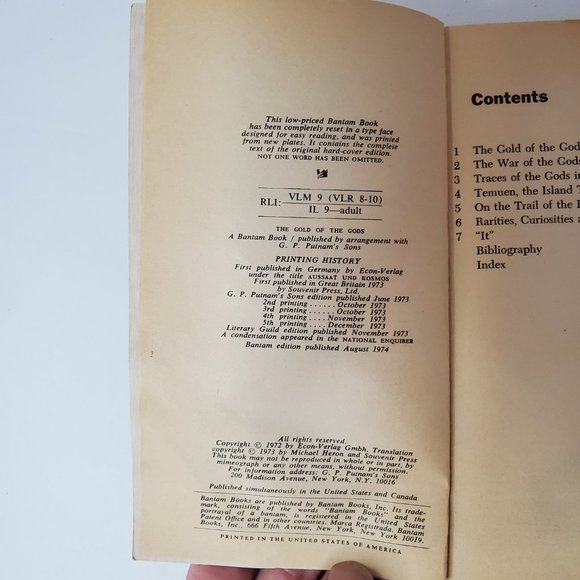 This low-priced Bantam Book
has been completely reset in a type face
designed for easy reading, and was printed
from new plates. It contains the complete
text of the original hard-cover edition.
NOT ONE WORD HAS BEEN OMITTED.
RLI: VLM 9 (VLR 8-10)
IL 9—adult
THE GOLD OF THE GODS
A Bantam Book / published by arrangement with
G. P. Putnam's Sons
PRINTING HISTORY
First published in Germany by Econ-Verlag
under the title AUSSAAT UND KOSMOS
First published in Great Britain 1973
by Souvenir Press, Ltd.
G. P. Putnam's Sons edition published June 1973
2nd printing ...... October 1973
3rd printing ...... October 1973
4th printing .... November 1973
5th printing .... December 1973
Literary Guild edition published November 1973
A condensation appeared in the NATIONAL ENQUIRER
Bantam edition published August 1974
All rights reserved.
Copyright © 1972 by Econ-Verlag Gmbh. Translation
copyright © 1973 by Michael Heron and Souvenir Press
This book may not be reproduced in whole or in part, by
mimeograph or any other means, without permission.
For information address: G. P. Putnam's Sons
200 Madison Avenue, New York, N.Y. 10016
Published simultaneously in the United States and Canada
Bantam Books are published by Bantam Books, Inc. Its trade-
mark, consisting of the words "Bantam Books" and the
portrayal of a bantam, is registered in the United States
Patent Office and in other countries. Marca Registrada. Bantam
Books, Inc., 666 Fifth Avenue, New York, New York 10019.
PRINTED IN THE UNITED STATES OF AMERICA
Contents
1 The Gold of the God
2 The War of the Gods
3 Traces of the Gods in
4 Temuen, the Island T
5 On the Trail of the I
6 Rarities, Curiosities a
7 "It"
Bibliography
Index